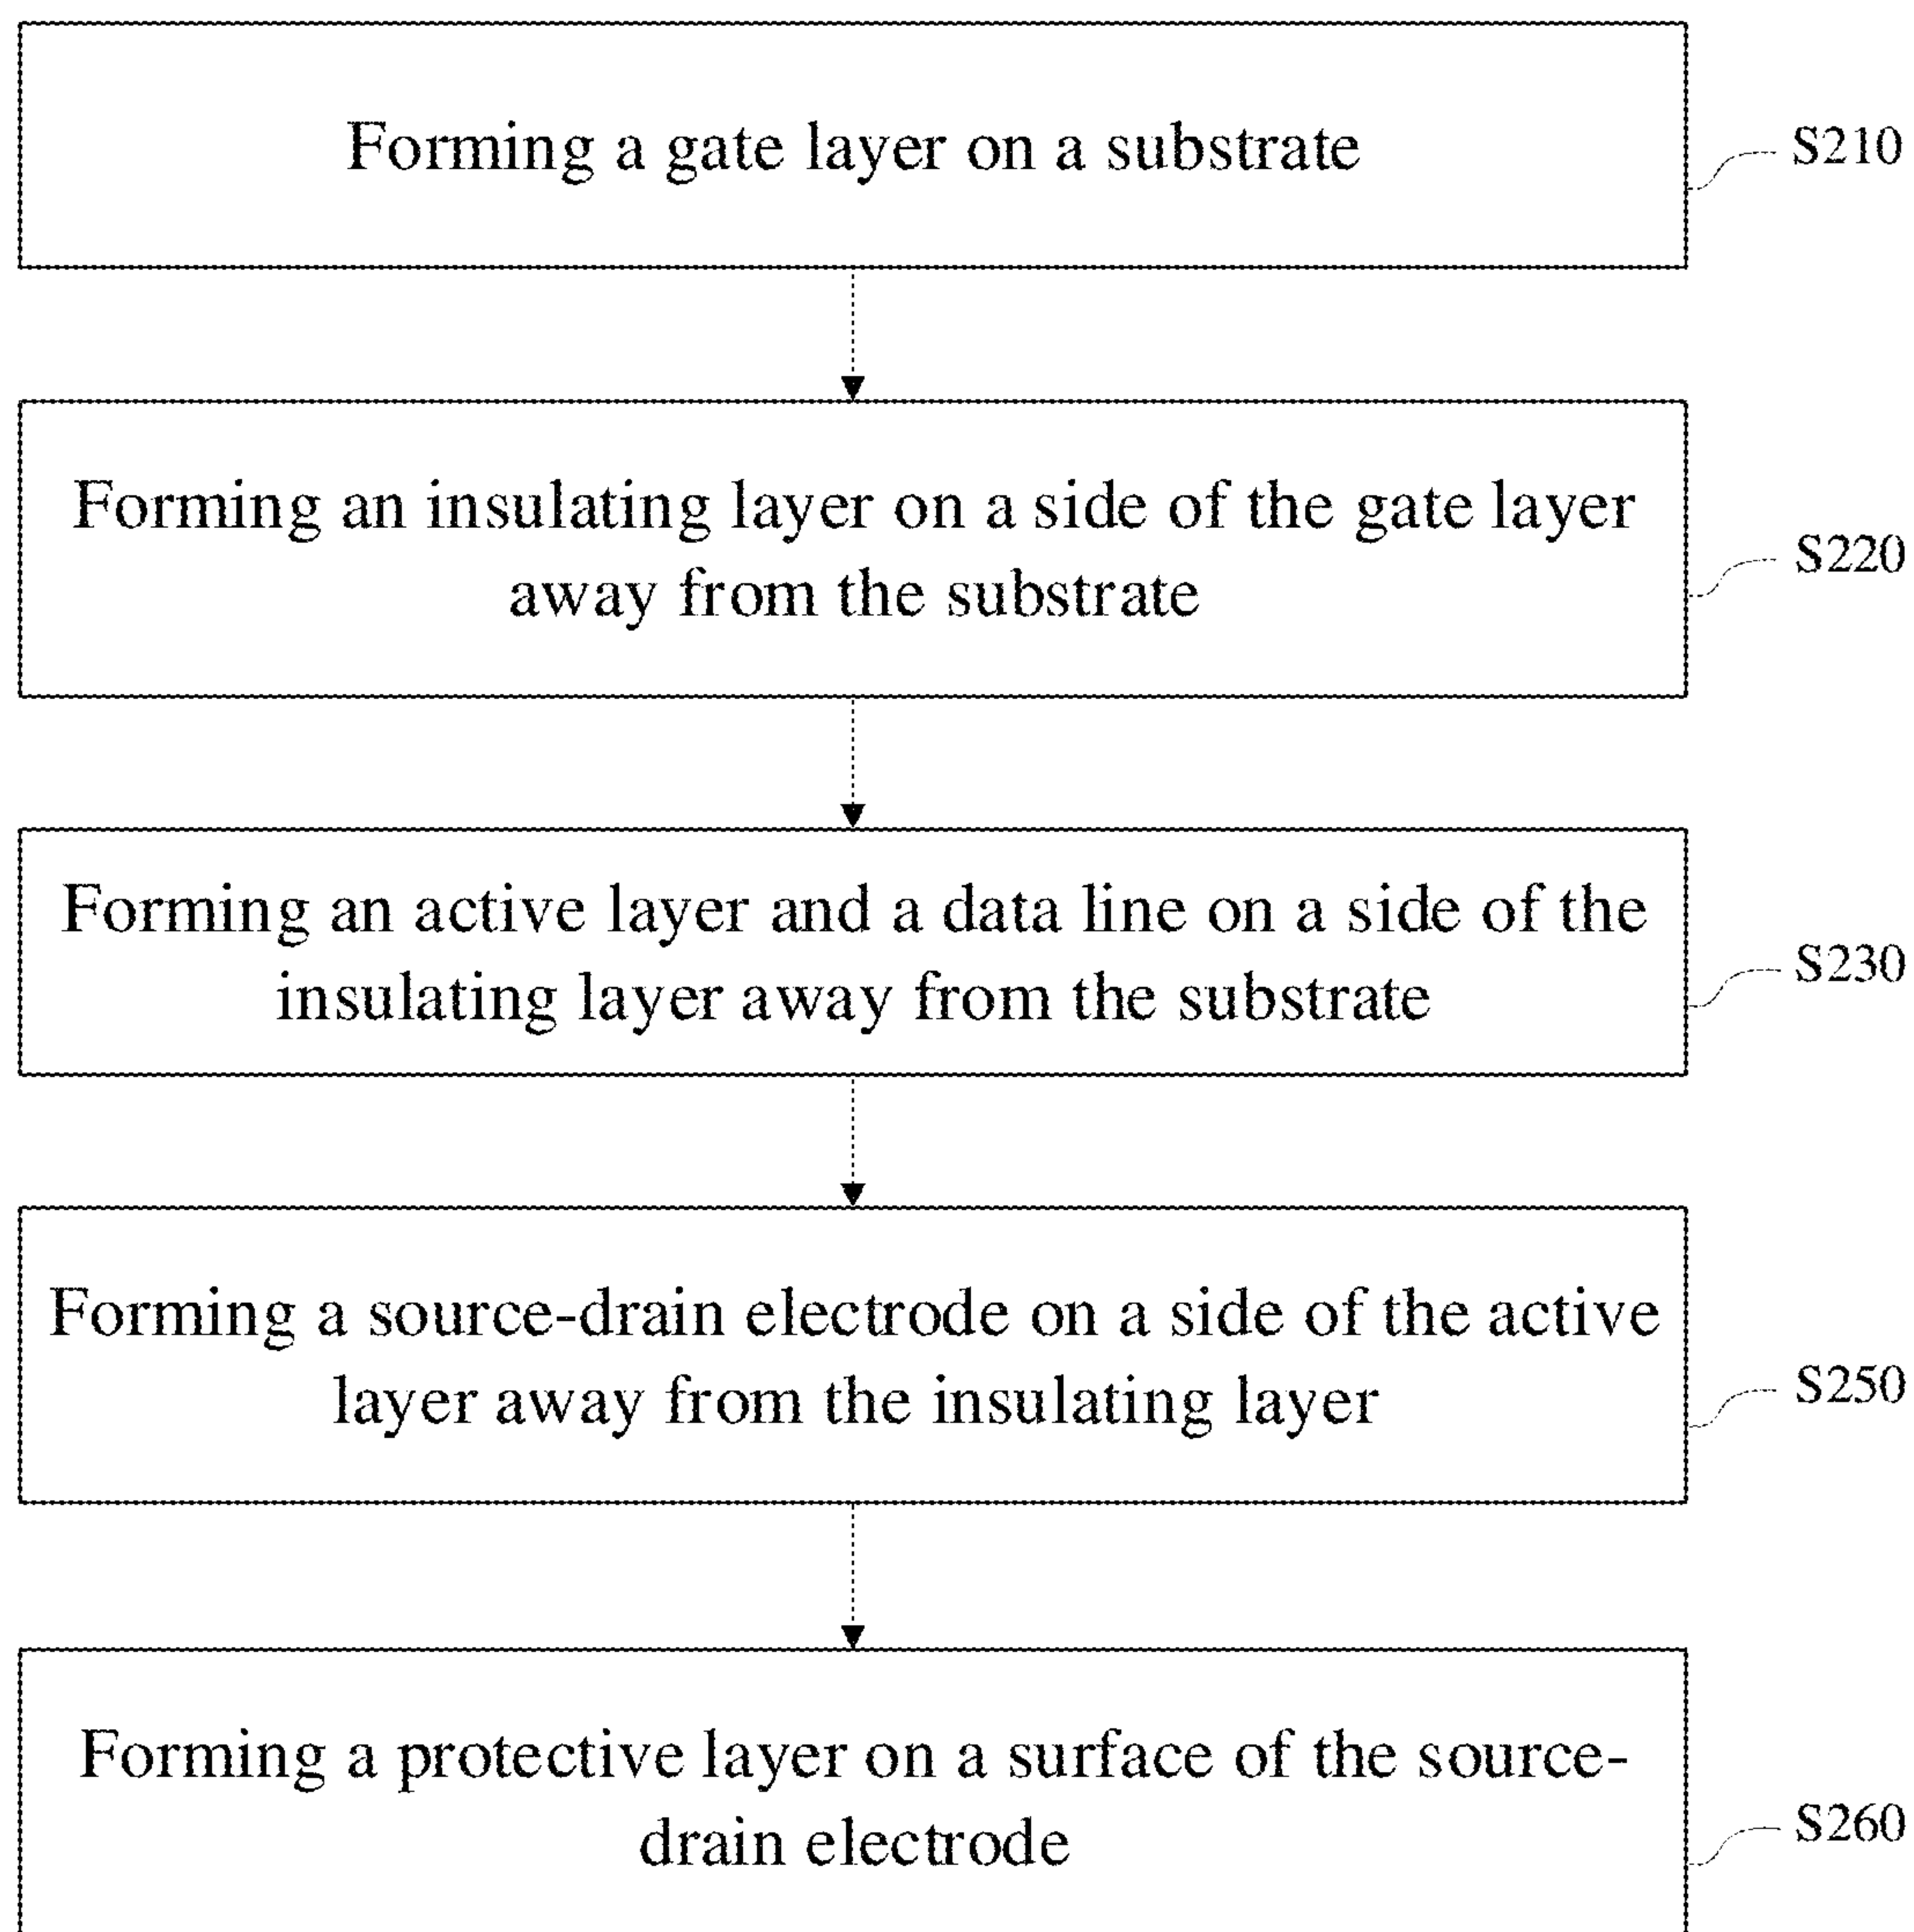 Forming a gate layer on a substrate
S210
Forming an insulating layer on a side of the gate layer
away from the substrate
S220
Forming an active layer and a data line on a side of the
insulating layer away from the substrate
S230
Forming a source-drain electrode on a side of the active
layer away from the insulating layer
S250
Forming a protective layer on a surface of the source-
drain electrode
S260